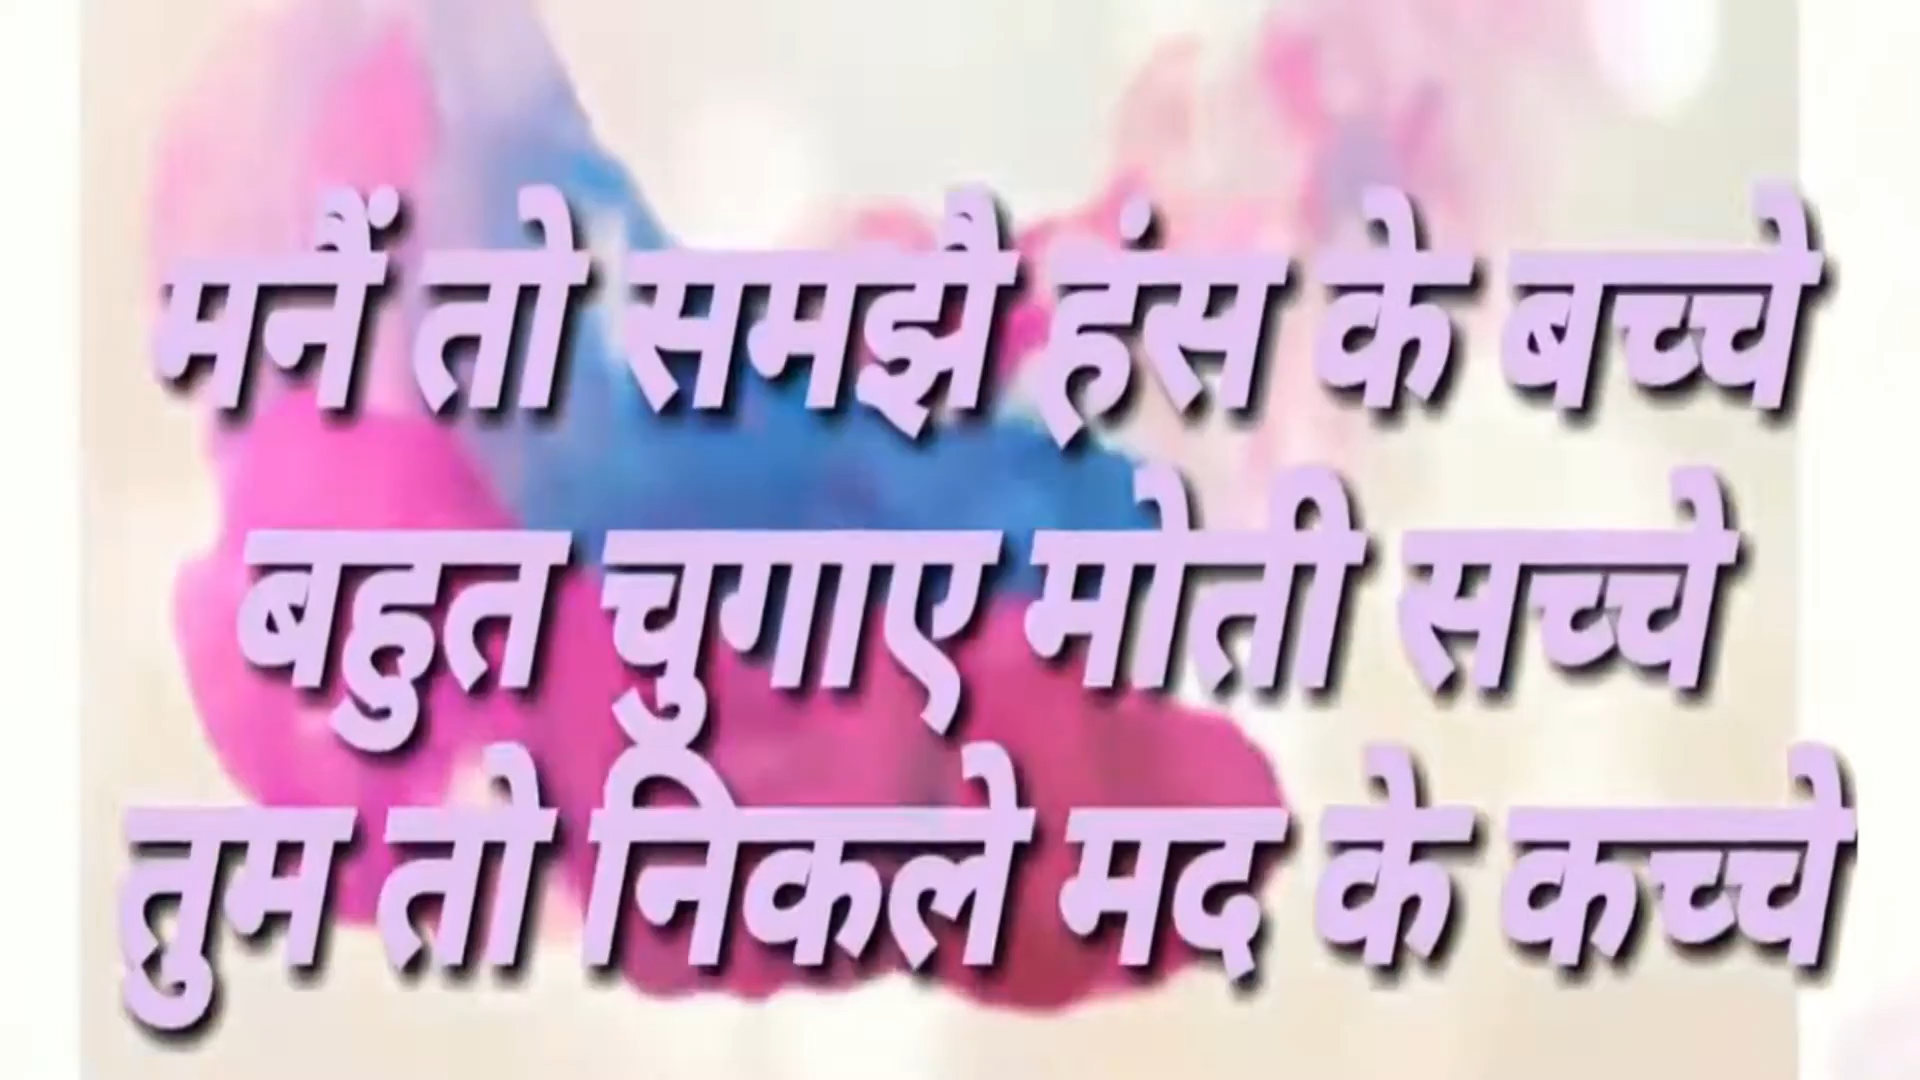 मनैं तो समझै हंस के बच्चे
बहुत चुगाए मोती सच्चे
तुम तो निकले मद के कच्चे